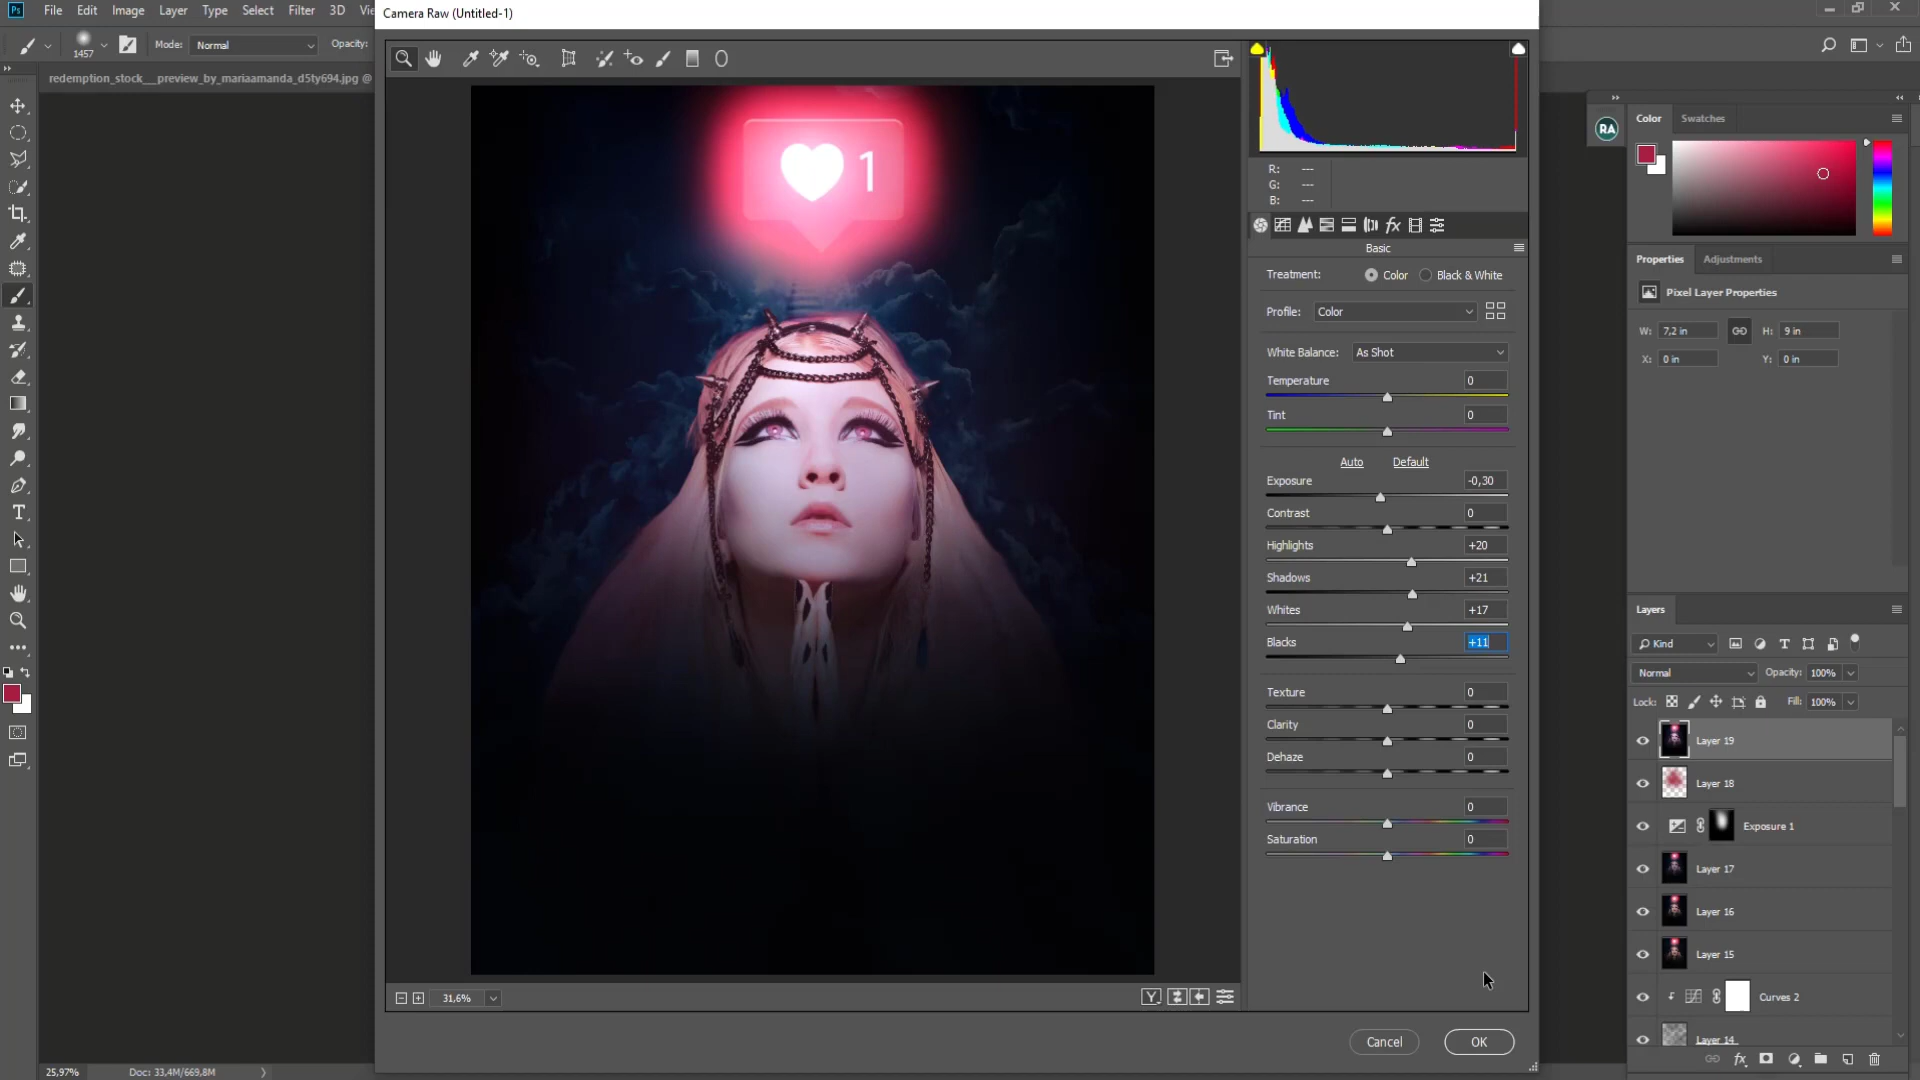 Ps File Edit Image Layer Type Select Filter 3D
Camera Raw (Untitled-1)
1457 Mode: Normal Opacity:
redemption_stock__preview_by_mariaamanda_d5ty694.jpg @
1
R: ---
G: ---
B: ---
Basic
Treatment: Color Black & White
Profile: Color
White Balance: As Shot
Temperature 0
Tint 0
Auto Default
Exposure -0,30
Contrast 0
Highlights +20
Shadows +21
Whites +17
Blacks +11
Texture 0
Clarity 0
Dehaze 0
Vibrance 0
Saturation 0
31,6%
Cancel OK
RA
Color Swatches
Properties Adjustments
Pixel Layer Properties
W: 7,2 in H: 9 in
X: 0 in Y: 0 in
Layers
Kind
Normal Opacity: 100%
Lock: Fill: 100%
Layer 19
Layer 18
Exposure 1
Layer 17
Layer 16
Layer 15
Curves 2
Layer 14
25,97% Doc: 33,4M/669,8M